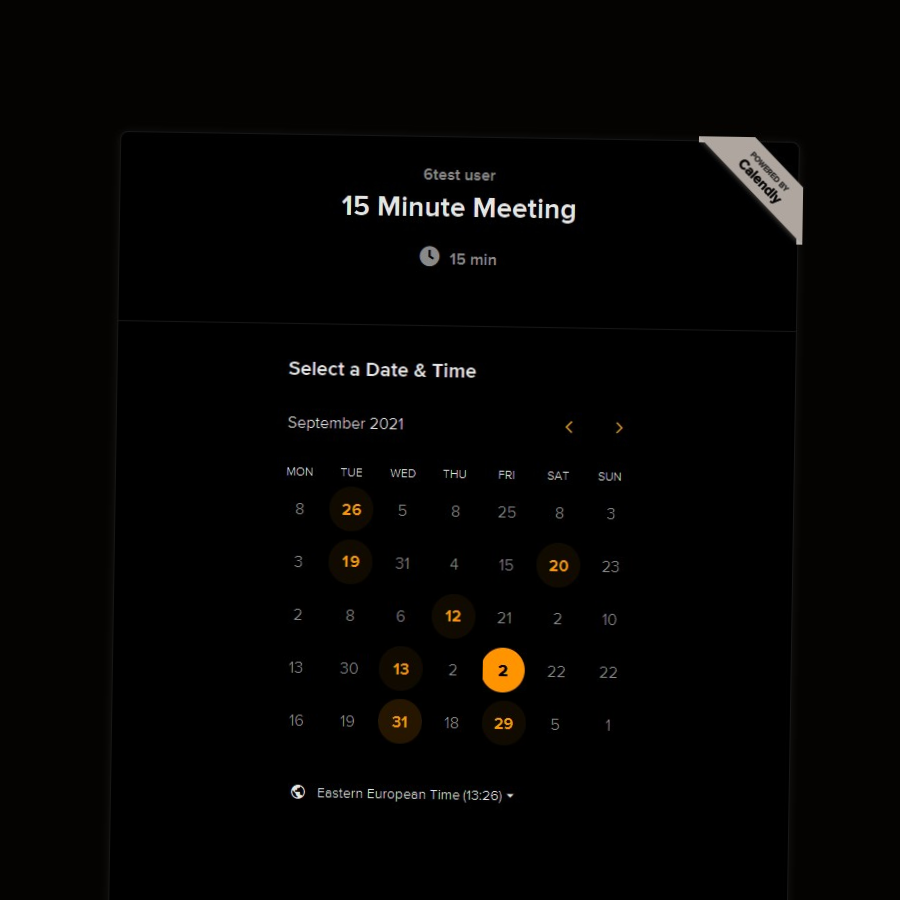 POWERED BY
Calendly
6test user
15 Minute Meeting
15 min
Select a Date & Time
September 2021
MON TUE WED THU FRI SAT SUN
8 26 5 8 25 8 3
3 19 31 4 15 20 23
2 8 6 12 21 2 10
13 30 13 2 2 22 22
16 19 31 18 29 5 1
Eastern European Time (13:26)